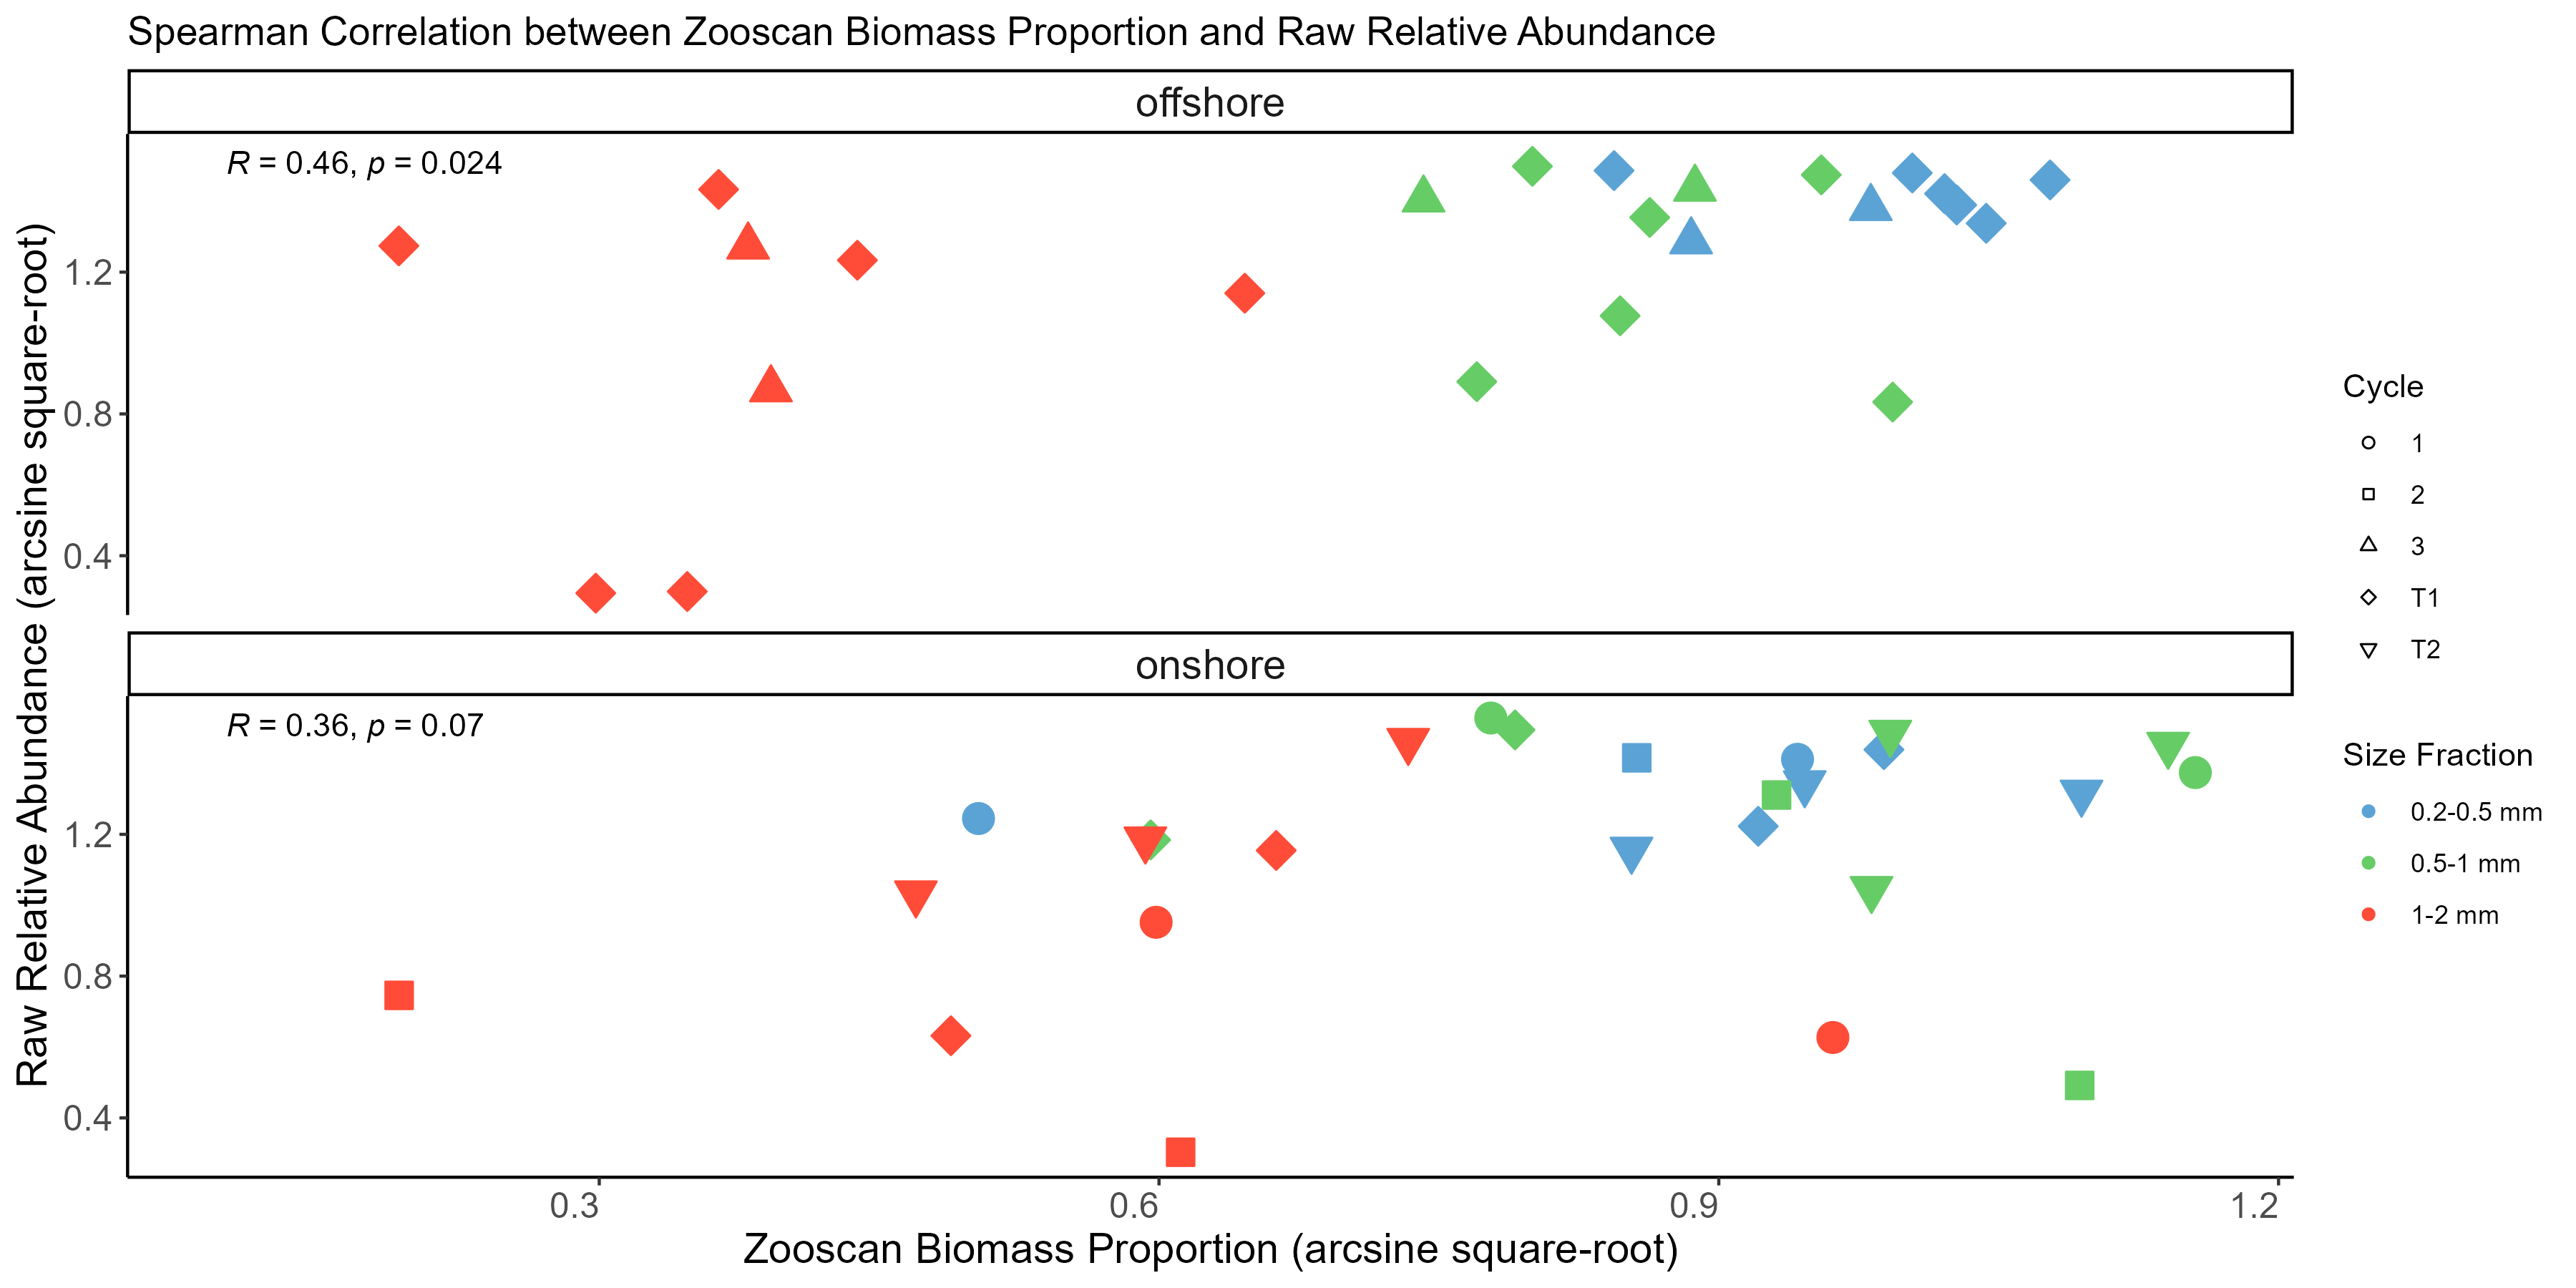 Spearman Correlation between Zooscan Biomass Proportion and Raw Relative Abundance
offshore
R = 0.46, p = 0.024
1.2
0.8
0.4
onshore
R = 0.36, p = 0.07
1.2
0.8
0.4
0.3
0.6
0.9
1.2
Zooscan Biomass Proportion (arcsine square-root)
Raw Relative Abundance (arcsine square-root)
Cycle
1
2
3
T1
T2
Size Fraction
0.2-0.5 mm
0.5-1 mm
1-2 mm